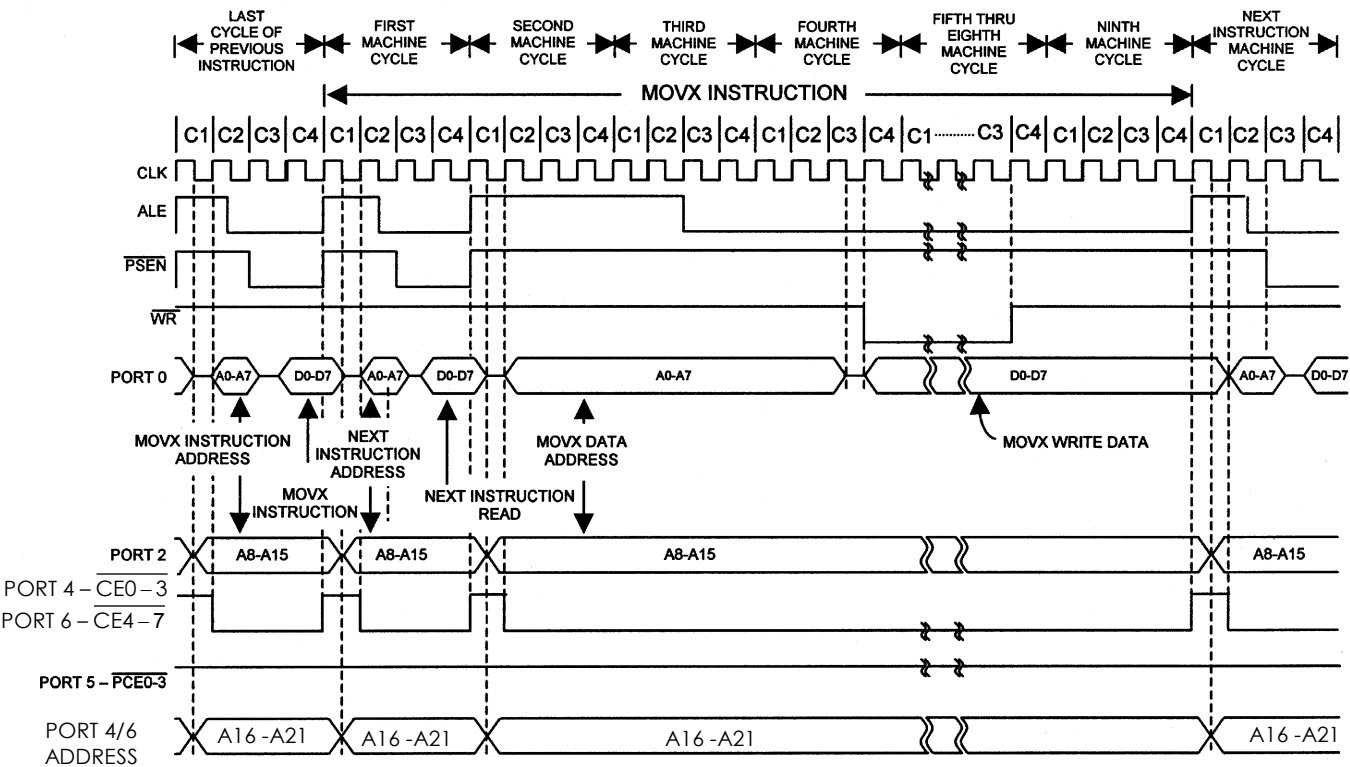 LAST
CYCLE OF
PREVIOUS
INSTRUCTION
FIRST
MACHINE
CYCLE
SECOND
MACHINE
CYCLE
THIRD
MACHINE
CYCLE
FOURTH
MACHINE
CYCLE
FIFTH THRU
EIGHTH
MACHINE
CYCLE
NINTH
MACHINE
CYCLE
NEXT
INSTRUCTION
MACHINE
CYCLE
MOVX INSTRUCTION
C1 C2 C3 C4 C1 C2 C3 C4 C1 C2 C3 C4 C1 C2 C3 C4 C1 C2 C3 C4 C1 .......... C3 C4 C1 C2 C3 C4 C1 C2 C3 C4
CLK
ALE
PSEN
WR
PORT 0 A0-A7 D0-D7 A0-A7 D0-D7 A0-A7 D0-D7 A0-A7 D0-D7
MOVX INSTRUCTION
ADDRESS
NEXT
INSTRUCTION
ADDRESS
MOVX DATA
ADDRESS
MOVX WRITE DATA
MOVX
INSTRUCTION
NEXT INSTRUCTION
READ
PORT 2 A8-A15 A8-A15 A8-A15 A8-A15
PORT 4 – CE0 – 3
PORT 6 – CE4 – 7
PORT 5 – PCE0-3
PORT 4/6
ADDRESS
A16 -A21 A16 -A21 A16 -A21 A16 -A21